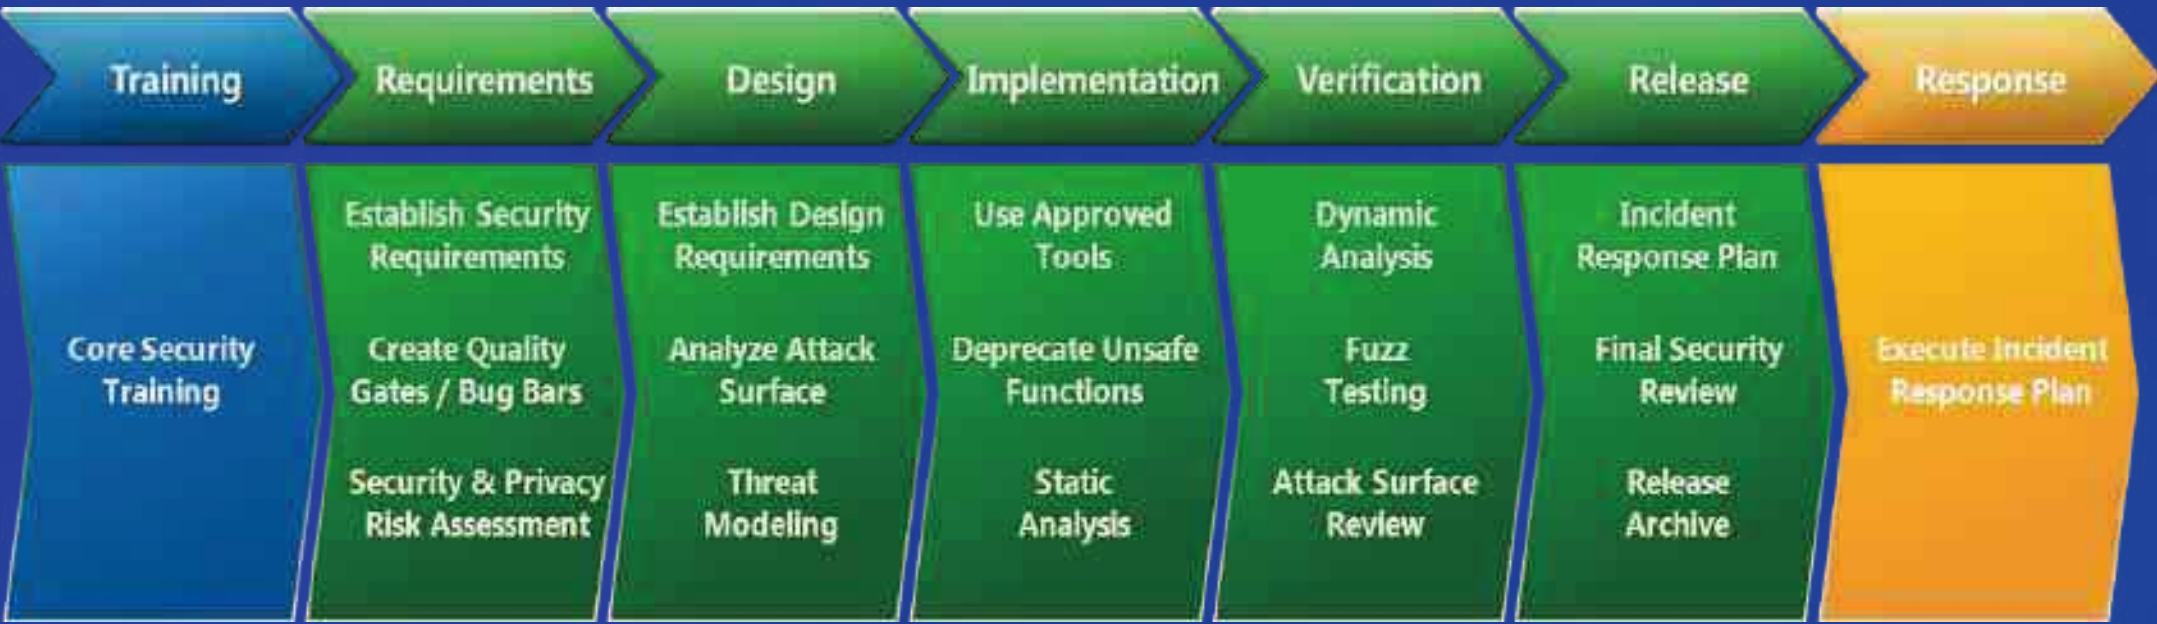 Training
Requirements
Design
Implementation
Verification
Release
Response
Core Security
Training
Establish Security
Requirements
Create Quality
Gates / Bug Bars
Security & Privacy
Risk Assessment
Establish Design
Requirements
Analyze Attack
Surface
Threat
Modeling
Use Approved
Tools
Deprecate Unsafe
Functions
Static
Analysis
Dynamic
Analysis
Fuzz
Testing
Attack Surface
Review
Incident
Response Plan
Final Security
Review
Release
Archive
Execute Incident
Response Plan